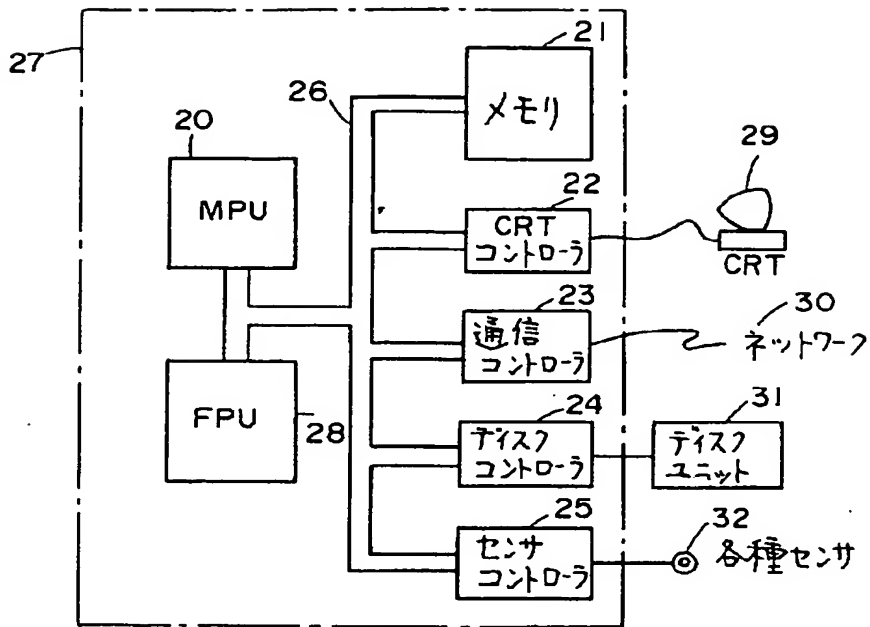 27
26
21
メモリ
20
MPU
22
CRT
コントローラ
29
CRT
23
通信
コントローラ
30
ネットワーク
FPU
28
24
ディスク
コントローラ
31
ディスク
ユニット
25
センサ
コントローラ
32
各種センサ